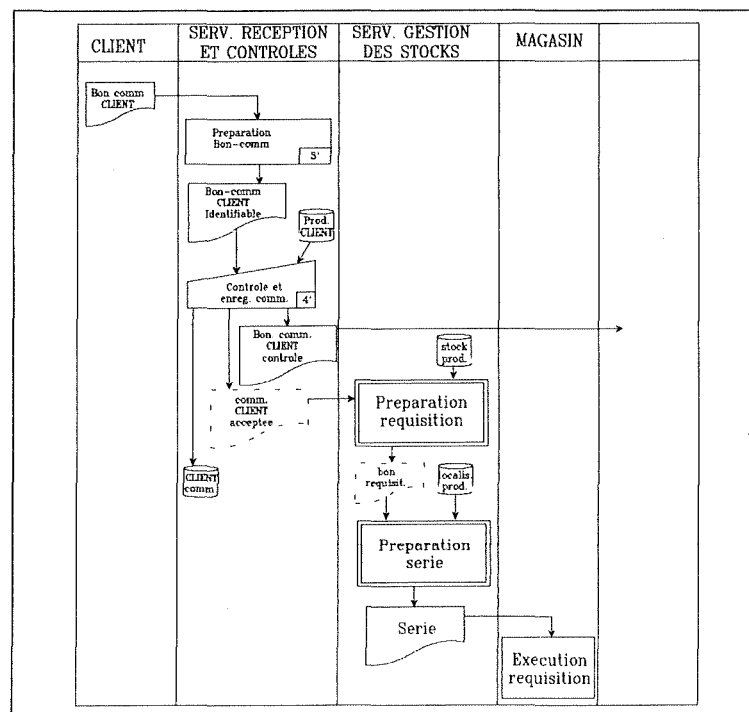 CLIENT
SERV. RECEPTION
ET CONTROLES
SERV. GESTION
DES STOCKS
MAGASIN
Bon comm
CLIENT
Preparation
Bon-comm
3'
Bon-comm
CLIENT
Identifiable
Prod.
CLIENT
Controle et
enreg. comm.
4'
Bon. comm.
CLIENT
controle
stock
prod.
comm.
CLIENT
acceptee
Preparation
requisition
CLIENT
comm
bon
requisit.
localis.
prod.
Preparation
serie
Serie
Execution
requisition